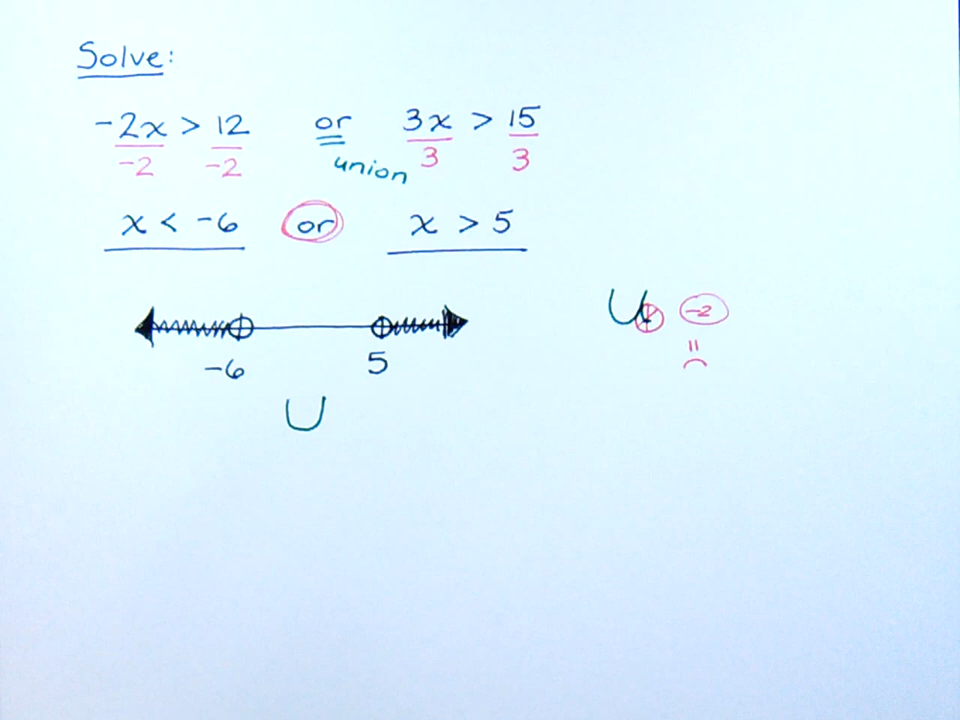 Solve:
-2x > 12 or 3x > 15
-2 -2 union 3 3
x < -6 or x > 5
-6 5
U
U -2